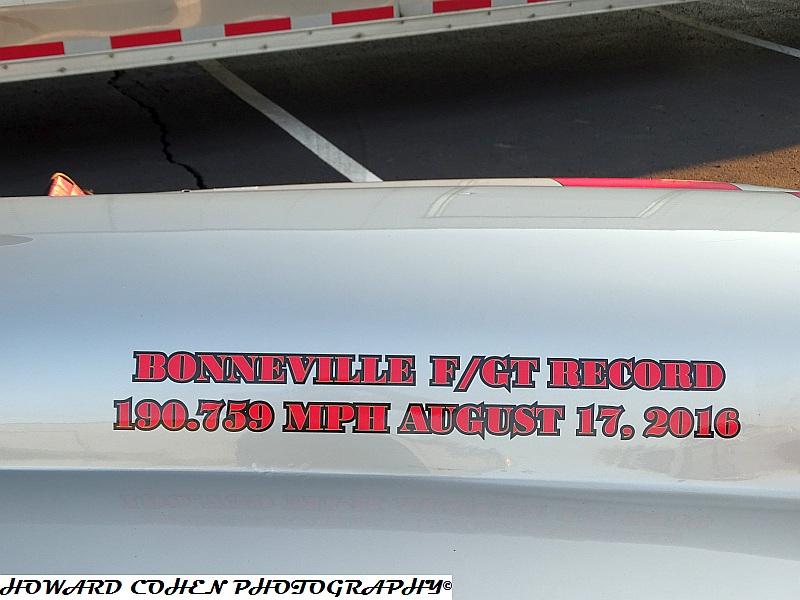 BONNEVILLE F/GT RECORD
190.759 MPH AUGUST 17, 2016
HOWARD COHEN PHOTOGRAPHY©